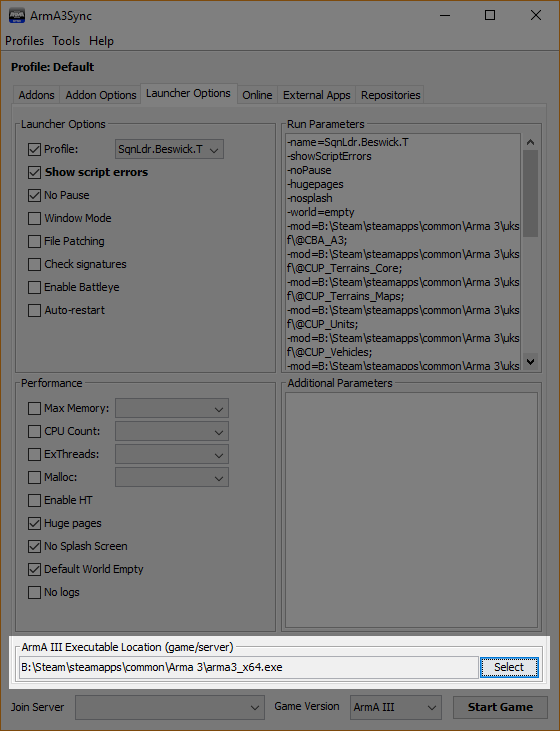 ArmA3Sync
Profiles Tools Help
Profile: Default
Addons Addon Options Launcher Options Online External Apps Repositories
Launcher Options
Profile: SqnLdr.Beswick.T
Show script errors
No Pause
Window Mode
File Patching
Check signatures
Enable Battleye
Auto-restart
Run Parameters
-name=SqnLdr.Beswick.T
-showScriptErrors
-noPause
-hugepages
-nosplash
-world=empty
-mod=B:\Steam\steamapps\common\Arma 3\uks
f\@CBA_A3;
-mod=B:\Steam\steamapps\common\Arma 3\uks
f\@CUP_Terrains_Core;
-mod=B:\Steam\steamapps\common\Arma 3\uks
f\@CUP_Terrains_Maps;
-mod=B:\Steam\steamapps\common\Arma 3\uks
f\@CUP_Units;
-mod=B:\Steam\steamapps\common\Arma 3\uks
f\@CUP_Vehicles;
-mod=B:\Steam\steamapps\common\Arma 3\uks
Performance
Max Memory:
CPU Count:
ExThreads:
Malloc:
Enable HT
Huge pages
No Splash Screen
Default World Empty
No logs
Additional Parameters
ArmA III Executable Location (game/server)
B:\Steam\steamapps\common\Arma 3\arma3_x64.exe Select
Join Server Game Version ArmA III Start Game